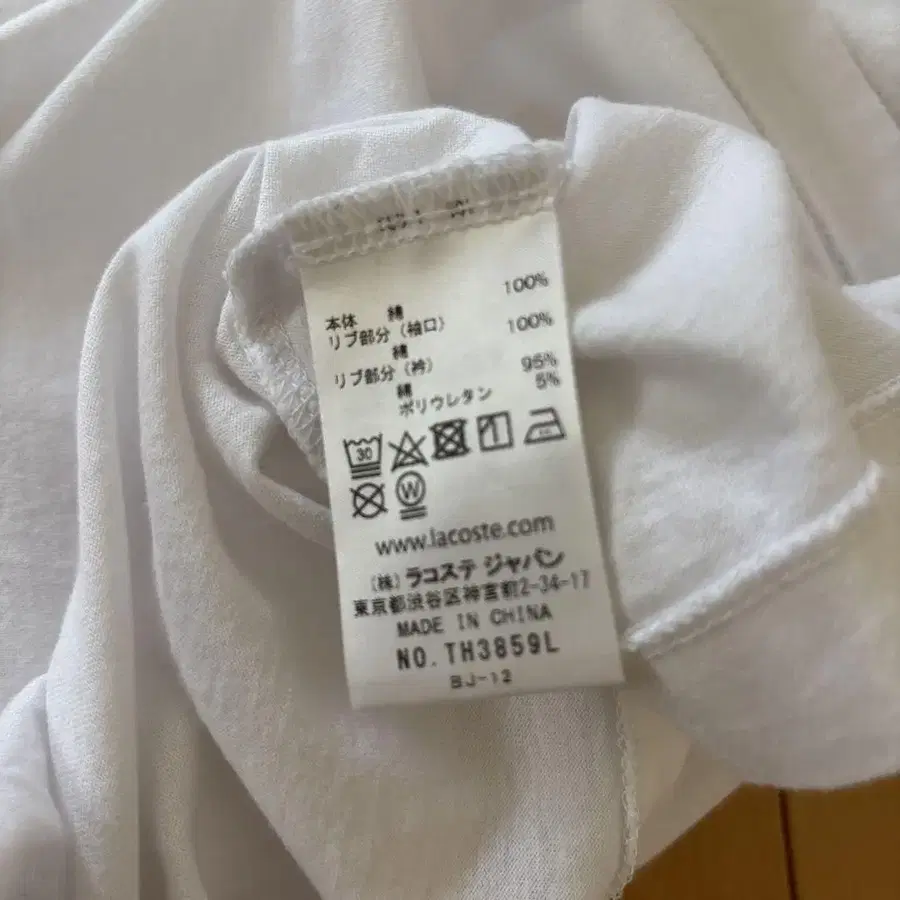 本体 綿 100%
リブ部分（袖口）
綿 100%
リブ部分（衿）
綿 95%
ポリウレタン 5%
30
W
www.lacoste.com
（株）ラコステ ジャパン
東京都渋谷区神宮前2-34-17
MADE IN CHINA
NO.TH3859L
BJ-12